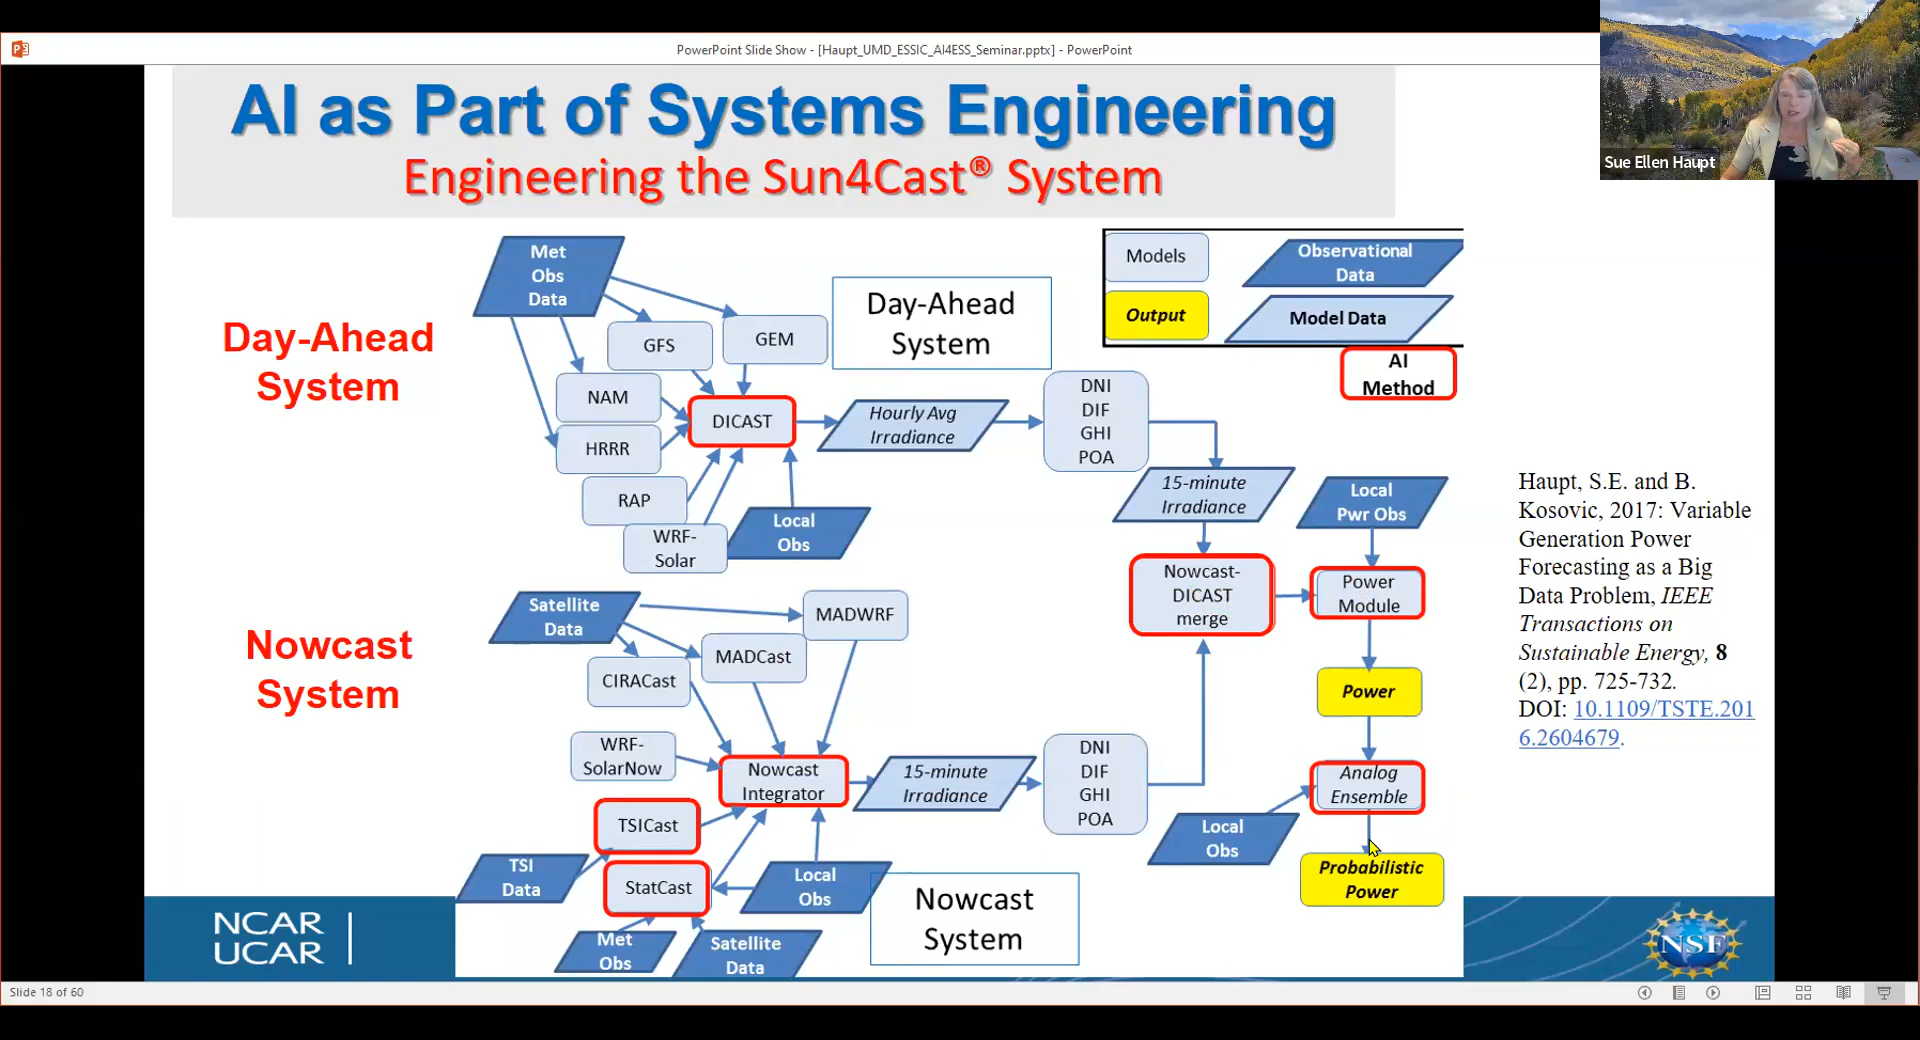 PowerPoint Slide Show - [Haupt_UMD_ESSIC_AI4ESS_Seminar.pptx] - PowerPoint
Sue Ellen Haupt
AI as Part of Systems Engineering
Engineering the Sun4Cast® System
Day-Ahead
System
Met
Obs
Data
GFS
GEM
NAM
HRRR
RAP
WRF-
Solar
DICAST
Local
Obs
Day-Ahead
System
Hourly Avg
Irradiance
DNI
DIF
GHI
POA
Models
Observational
Data
Output
Model Data
AI
Method
15-minute
Irradiance
Local
Pwr Obs
Nowcast-
DICAST
merge
Power
Module
Power
Analog
Ensemble
Local
Obs
Probabilistic
Power
Nowcast
System
Satellite
Data
MADWRF
MADCast
CIRACast
WRF-
SolarNow
Nowcast
Integrator
15-minute
Irradiance
DNI
DIF
GHI
POA
TSICast
TSI
Data
StatCast
Local
Obs
Met
Obs
Satellite
Data
Nowcast
System
Haupt, S.E. and B.
Kosovic, 2017: Variable
Generation Power
Forecasting as a Big
Data Problem, IEEE
Transactions on
Sustainable Energy, 8
(2), pp. 725-732.
DOI: 10.1109/TSTE.201
6.2604679.
NCAR
UCAR
NSF
Slide 18 of 60